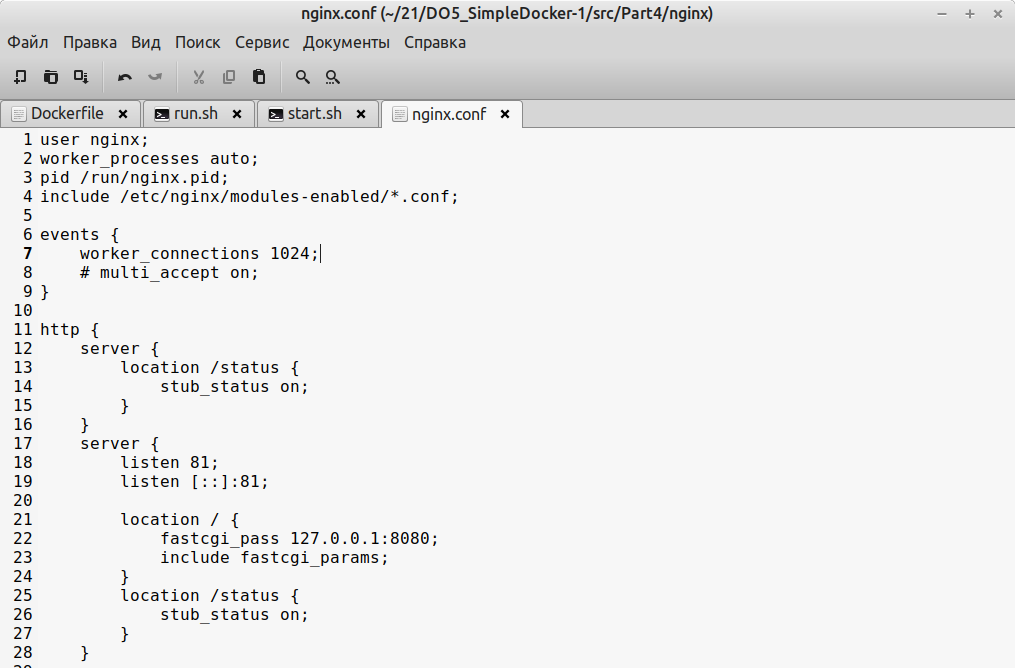 nginx.conf (~/21/DO5_SimpleDocker-1/src/Part4/nginx)
Файл Правка Вид Поиск Сервис Документы Справка
Dockerfile run.sh start.sh nginx.conf
1 user nginx;
2 worker_processes auto;
3 pid /run/nginx.pid;
4 include /etc/nginx/modules-enabled/*.conf;
5
6 events {
7     worker_connections 1024;
8     # multi_accept on;
9 }
10
11 http {
12     server {
13         location /status {
14             stub_status on;
15         }
16     }
17     server {
18         listen 81;
19         listen [::]:81;
20
21         location / {
22             fastcgi_pass 127.0.0.1:8080;
23             include fastcgi_params;
24         }
25         location /status {
26             stub_status on;
27         }
28     }